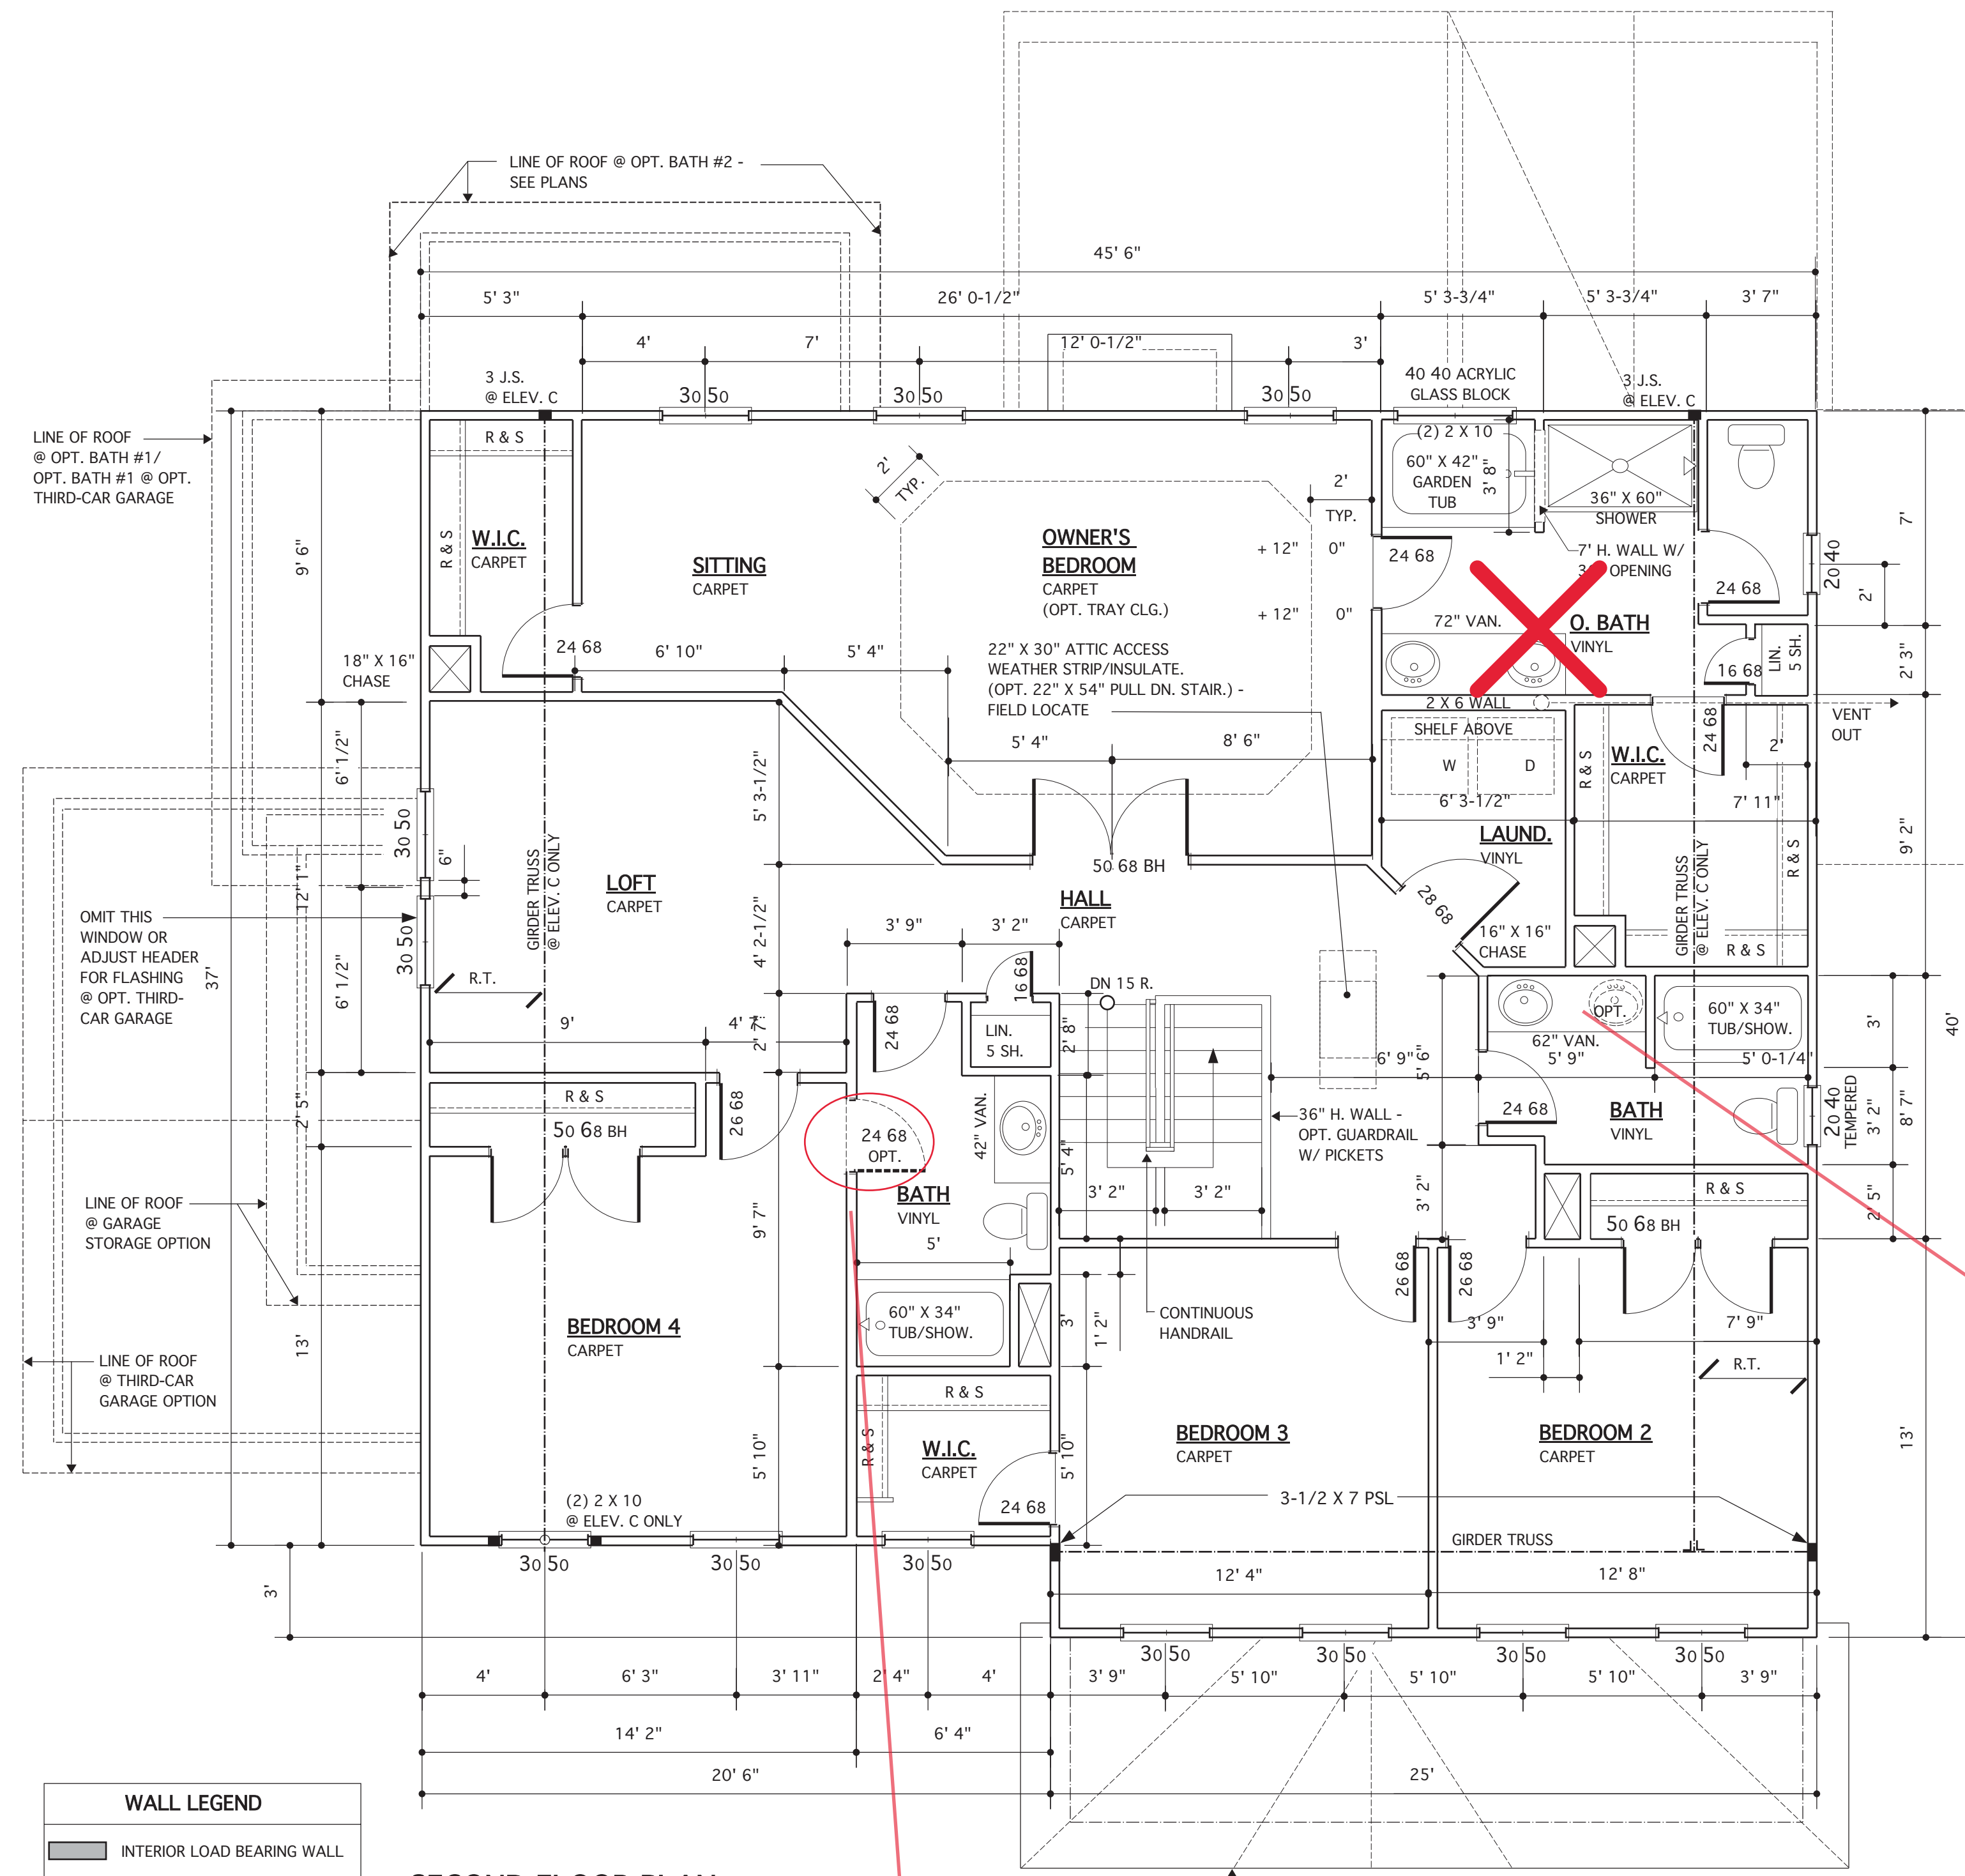 LINE OF ROOF @ OPT. BATH #2 -
SEE PLANS
45' 6"
5' 3"
26' 0-1/2"
5' 3-3/4"
5' 3-3/4"
3' 7"
4'
7'
12' 0-1/2"
3'
3 J.S.
@ ELEV. C
30 50
30 50
30 50
40 40 ACRYLIC
GLASS BLOCK
3 J.S.
@ ELEV. C
LINE OF ROOF
@ OPT. BATH #1/
OPT. BATH #1 @ OPT.
THIRD-CAR GARAGE
R & S
R & S
W.I.C.
CARPET
24 68
18" X 16"
CHASE
9' 6"
SITTING
CARPET
2'
TYP.
OWNER'S
BEDROOM
CARPET
(OPT. TRAY CLG.)
2'
TYP.
+ 12"
0"
+ 12"
0"
22" X 30" ATTIC ACCESS
WEATHER STRIP/INSULATE.
(OPT. 22" X 54" PULL DN. STAIR.) -
FIELD LOCATE
6' 10"
5' 4"
5' 4"
8' 6"
(2) 2 X 10
60" X 42"
GARDEN
TUB
3' 8"
36" X 60"
SHOWER
7' H. WALL W/
OPENING
24 68
24 68
20 40
2'
7'
72" VAN.
O. BATH
VINYL
16 68
LIN.
5 SH.
2' 3"
2 X 6 WALL
SHELF ABOVE
W
D
6' 3-1/2"
LAUND.
VINYL
28 68
16" X 16"
CHASE
24 68
2'
R & S
W.I.C.
CARPET
7' 11"
GIRDER TRUSS
@ ELEV. C ONLY
R & S
R & S
VENT
OUT
9' 2"
6' 1/2"
30 50
6"
12' 1"
37'
OMIT THIS
WINDOW OR
ADJUST HEADER
FOR FLASHING
@ OPT. THIRD-
CAR GARAGE
30 50
6' 1/2"
R.T.
LOFT
CARPET
GIRDER TRUSS
@ ELEV. C ONLY
5' 3-1/2"
4' 2-1/2"
2' 7"
9'
4' 7"
50 68 BH
HALL
CARPET
3' 9"
3' 2"
16 68
24 68
LIN.
5 SH.
DN 15 R.
2' 8"
6' 9"
5' 6"
OPT.
62" VAN.
5' 9"
60" X 34"
TUB/SHOW.
5' 0-1/4"
3'
40'
24 68
BATH
VINYL
20 40
TEMPERED
3' 2"
8' 7"
2' 5"
R & S
50 68 BH
26 68
24 68
OPT.
42" VAN.
BATH
VINYL
5'
5' 4"
3' 2"
3' 2"
36" H. WALL -
OPT. GUARDRAIL
W/ PICKETS
3' 2"
R & S
50 68 BH
2' 5"
LINE OF ROOF
@ GARAGE
STORAGE OPTION
9' 7"
BEDROOM 4
CARPET
60" X 34"
TUB/SHOW.
3'
1' 2"
CONTINUOUS
HANDRAIL
26 68
26 68
3' 9"
1' 2"
7' 9"
R.T.
13'
LINE OF ROOF
@ THIRD-CAR
GARAGE OPTION
5' 10"
R & S
R & S
W.I.C.
CARPET
24 68
5' 10"
BEDROOM 3
CARPET
BEDROOM 2
CARPET
13'
3-1/2 X 7 PSL
GIRDER TRUSS
(2) 2 X 10
@ ELEV. C ONLY
30 50
30 50
30 50
3'
12' 4"
12' 8"
30 50
30 50
30 50
30 50
4'
6' 3"
3' 11"
2' 4"
4'
3' 9"
5' 10"
5' 10"
5' 10"
3' 9"
14' 2"
6' 4"
20' 6"
25'
WALL LEGEND
INTERIOR LOAD BEARING WALL
SECOND FLOOR PLAN